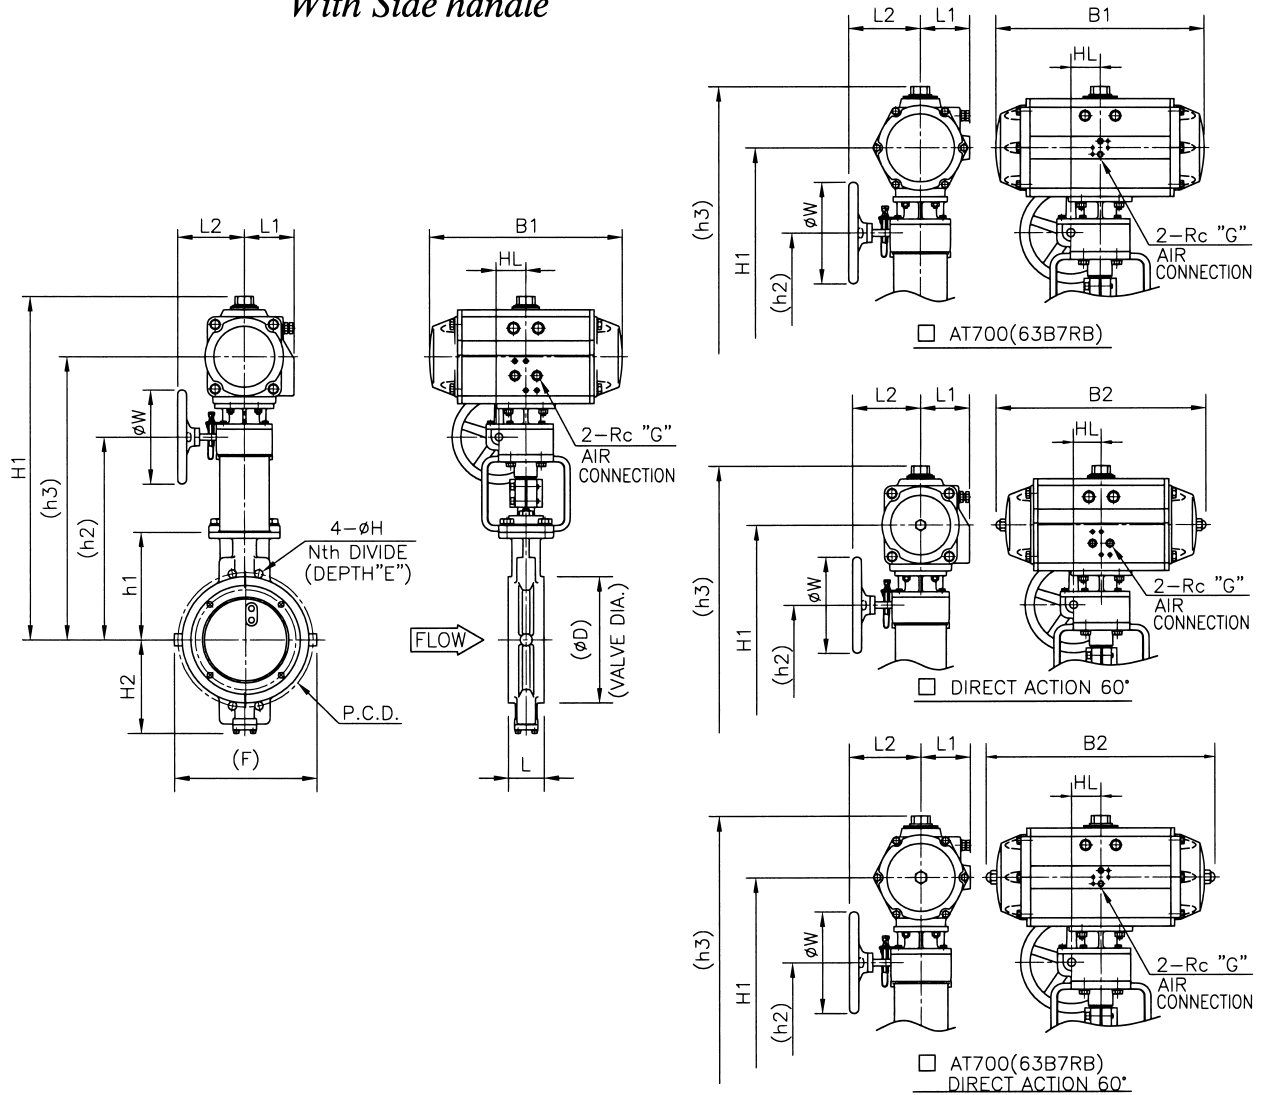 With Side handle
L2
L1
B1
HL
H1
(h3)
øW
(h2)
h1
H2
(F)
4-øH
Nth DIVIDE
(DEPTH"E")
P.C.D.
FLOW
2-Rc "G"
AIR
CONNECTION
(øD)
(VALVE DIA.)
L
L2
L1
B1
HL
(h3)
H1
øW
(h2)
2-Rc "G"
AIR
CONNECTION
□ AT700(63B7RB)
L2
L1
B2
HL
(h3)
H1
øW
(h2)
2-Rc "G"
AIR
CONNECTION
□ DIRECT ACTION 60°
L2
L1
B2
HL
(h3)
H1
øW
(h2)
2-Rc "G"
AIR
CONNECTION
□ AT700(63B7RB)
DIRECT ACTION 60°